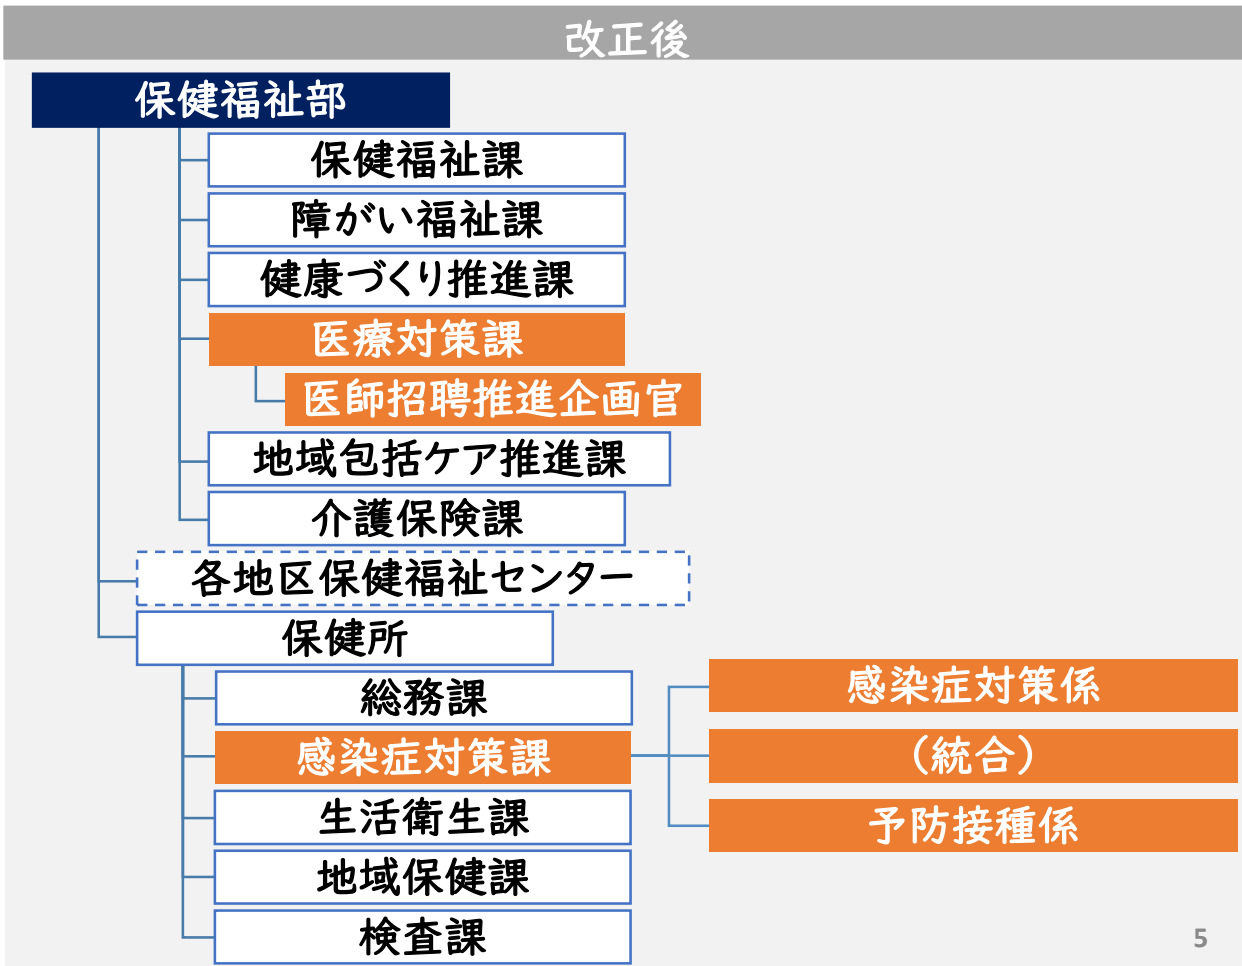 改正後
保健福祉部
保健福祉課
障がい福祉課
健康づくり推進課
医療対策課
医師招聘推進企画官
地域包括ケア推進課
介護保険課
各地区保健福祉センター
保健所
総務課
感染症対策課
感染症対策係
（統合）
予防接種係
生活衛生課
地域保健課
検査課
5